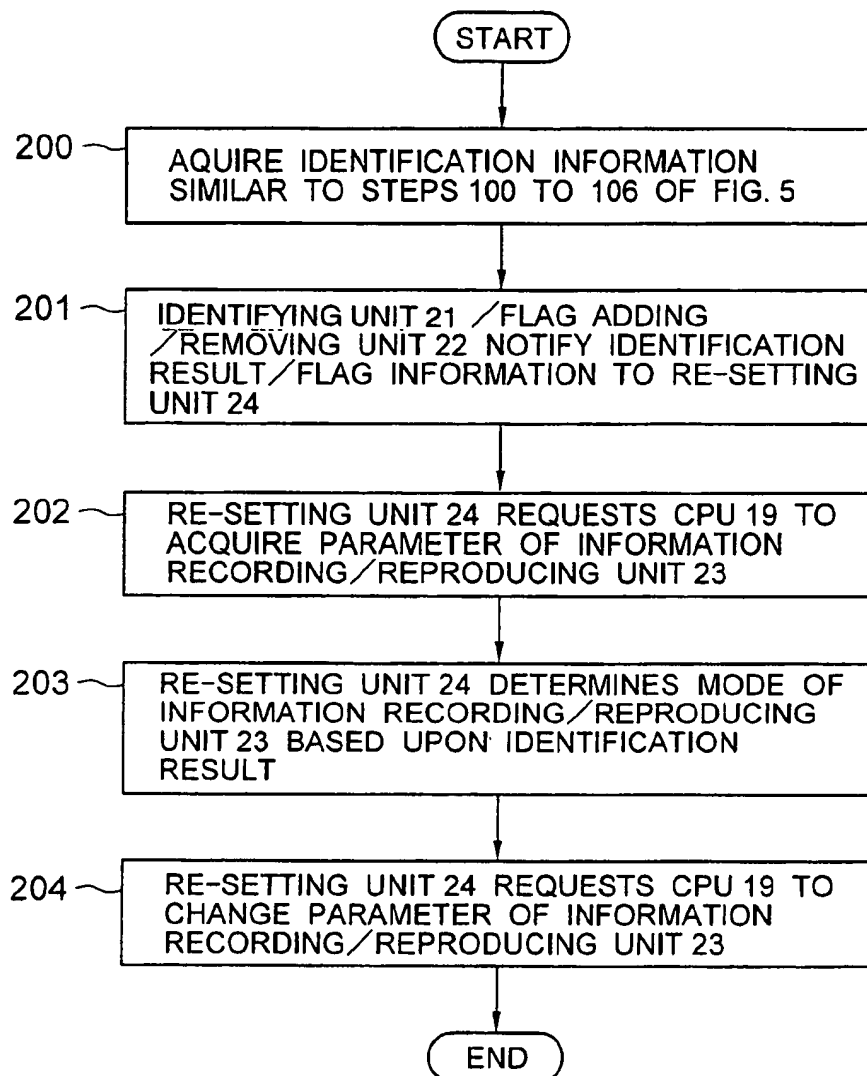 START
200
AQUIRE IDENTIFICATION INFORMATION
SIMILAR TO STEPS 100 TO 106 OF FIG. 5
201
IDENTIFYING UNIT 21 /FLAG ADDING
/REMOVING UNIT 22 NOTIFY IDENTIFICATION
RESULT/FLAG INFORMATION TO RE-SETTING
UNIT 24
202
RE-SETTING UNIT 24 REQUESTS CPU 19 TO
ACQUIRE PARAMETER OF INFORMATION
RECORDING/REPRODUCING UNIT 23
203
RE-SETTING UNIT 24 DETERMINES MODE OF
INFORMATION RECORDING/REPRODUCING
UNIT 23 BASED UPON IDENTIFICATION
RESULT
204
RE-SETTING UNIT 24 REQUESTS CPU 19 TO
CHANGE PARAMETER OF INFORMATION
RECORDING/REPRODUCING UNIT 23
END